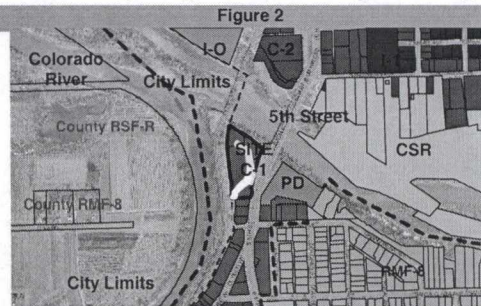 Figure 2
I-O
C-2
I-1
Colorado
River
City Limits
5th Street
County RSF-R
SITE
C-1
CSR
PD
County RMF-8
RMF-8
City Limits